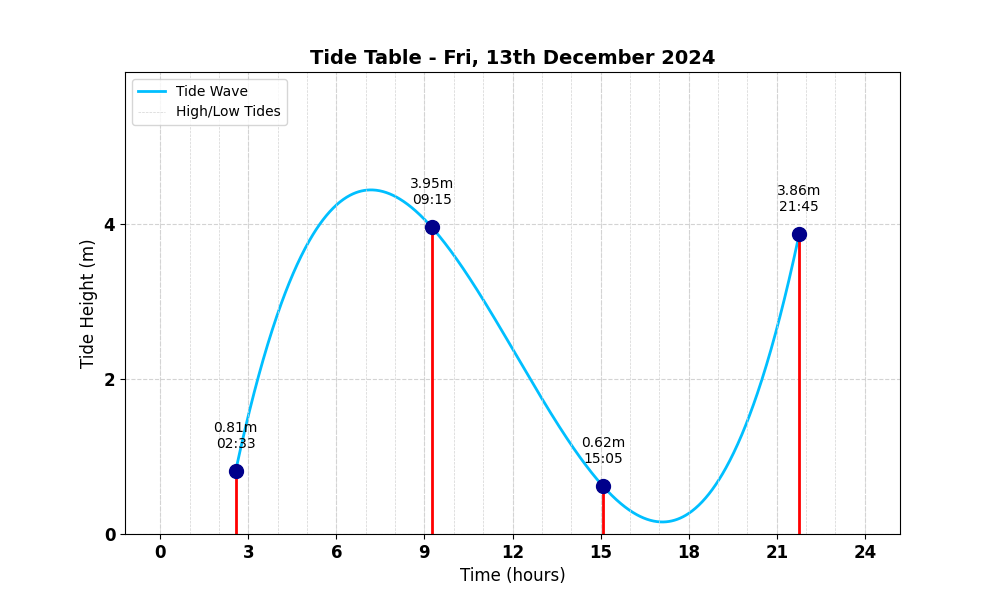 Tide Table - Fri, 13th December 2024
Tide Wave
High/Low Tides
3.95m
09:15
3.86m
21:45
0.81m
02:33
0.62m
15:05
Tide Height (m)
4
2
0
0 3 6 9 12 15 18 21 24
Time (hours)